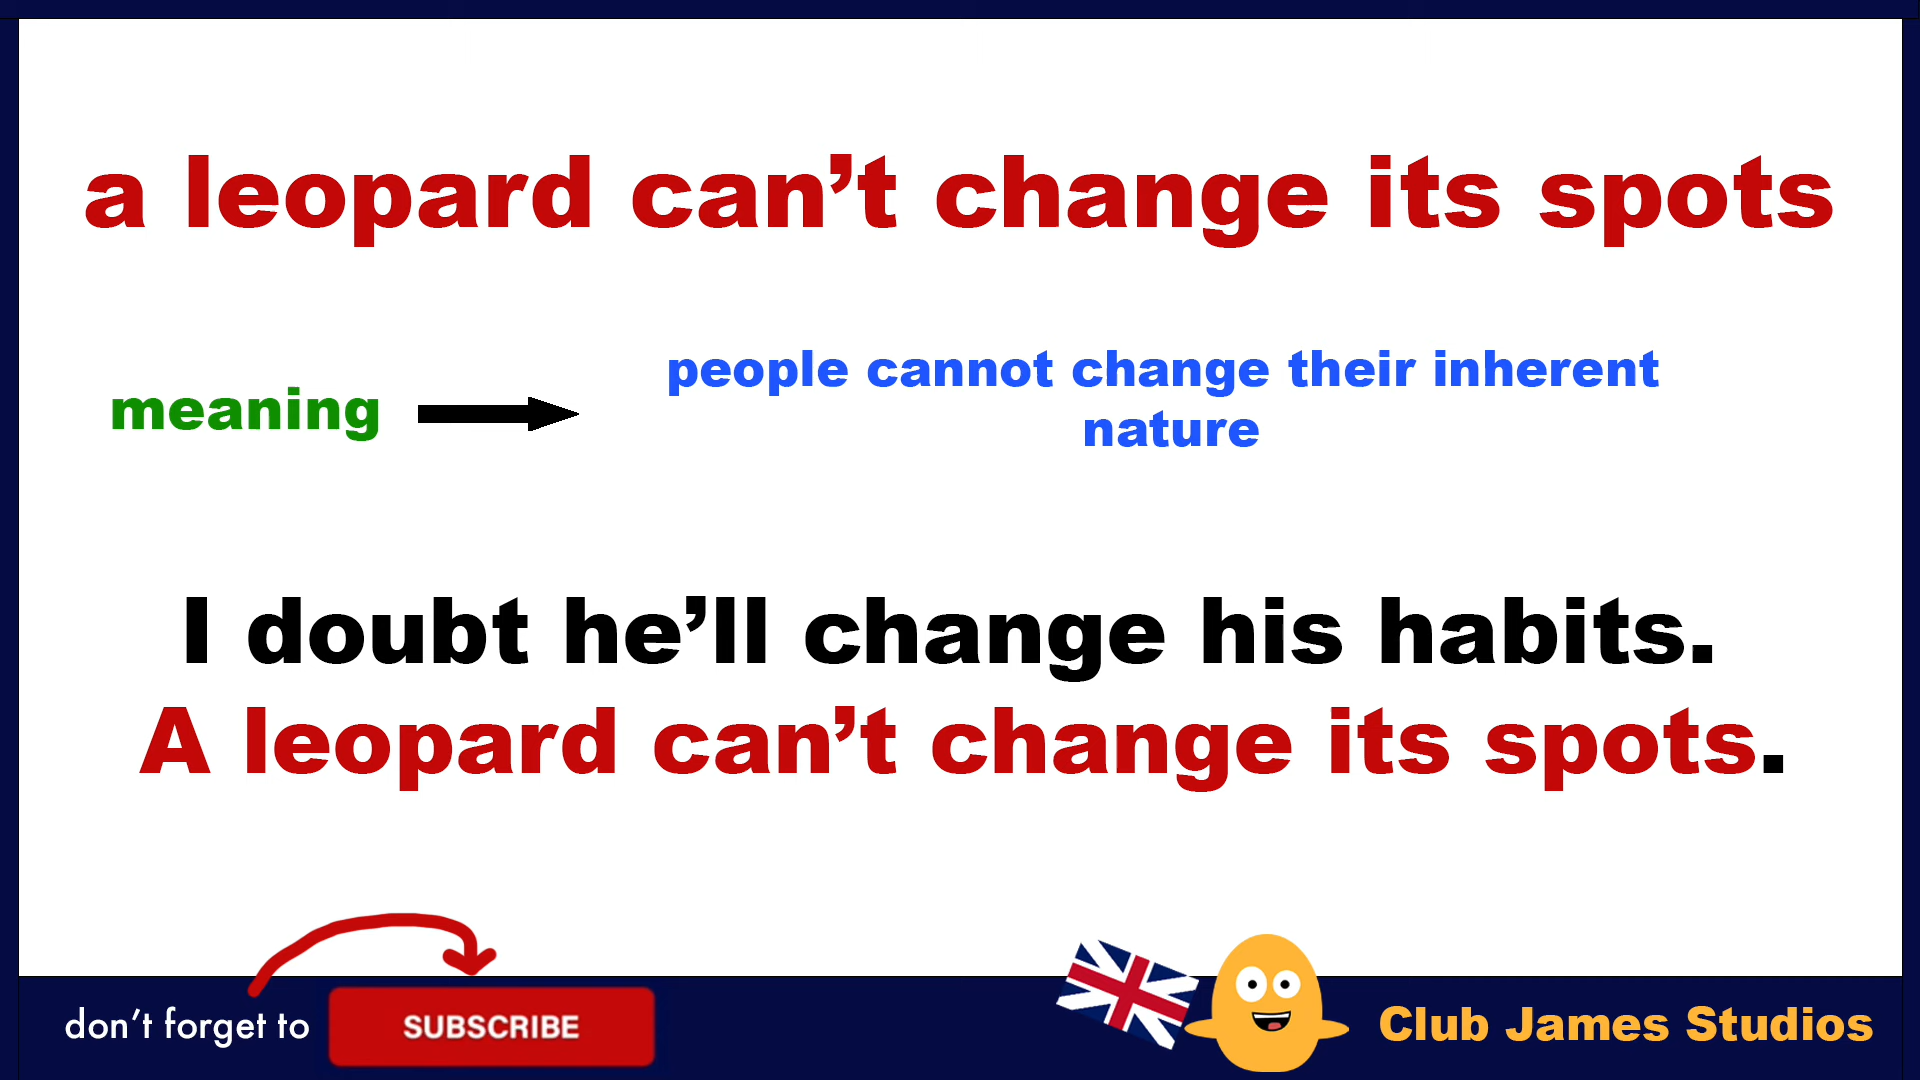 a leopard can’t change its spots
people cannot change their inherent
meaning
nature
I doubt he’ll change his habits.
A leopard can’t change its spots.
don’t forget to
SUBSCRIBE
Club James Studios